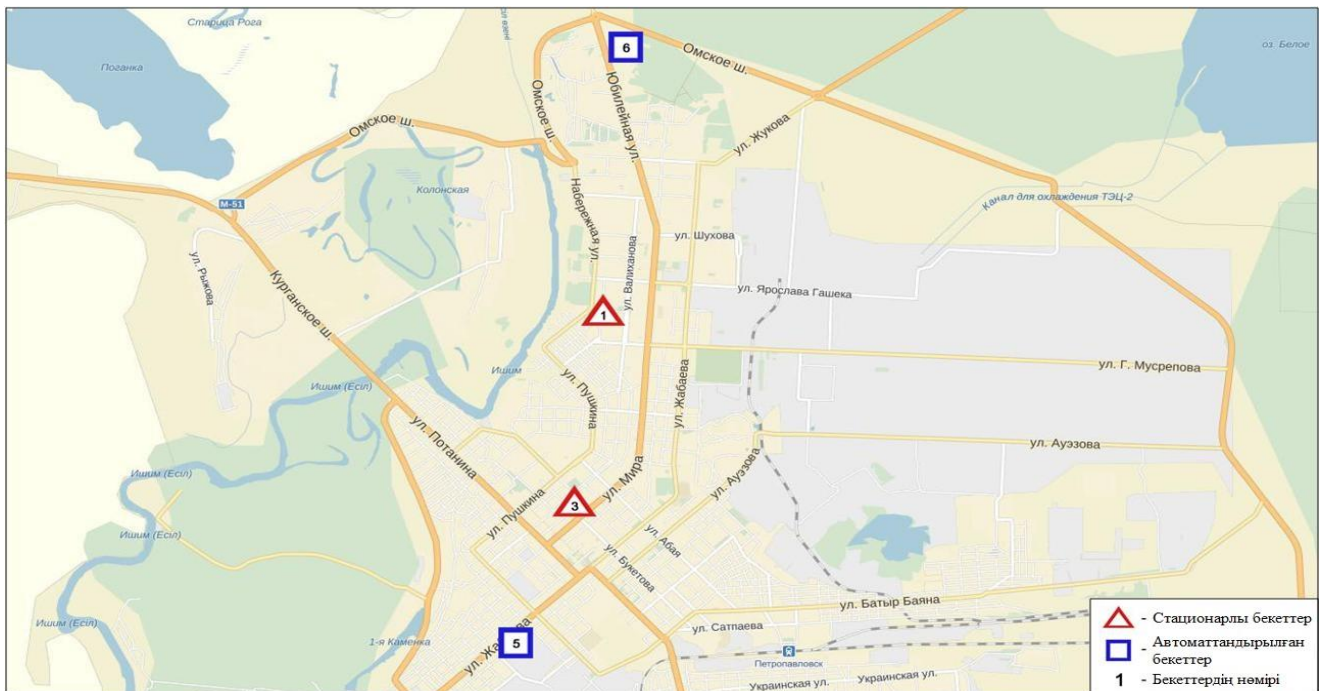 Старица Рога
Поганка
6
Омское ш.
оз. Белое
Юбилейная ул.
Омское ш.
Омское ш.
ул. Жукова
Колонская
Набережная ул.
М-51
Канал для охлаждения ТЭЦ-2
ул. Шухова
ул. Валиханова
ул. Рыжова
ул. Ярослава Гашека
Курганское ш.
1
ул. Г. Мусрепова
Ишим
ул. Жабаева
ул. Пушкина
Ишим (Есіл)
ул. Потанина
ул. Ауэзова
ул. Мира
ул. Ауэзова
Ишим (Есіл)
ул. Пушкина
3
ул. Абая
Ишим (Есіл)
ул. Букетова
ул. Батыр Баяна
Ишим (Есіл)
ул. Сатпаева
1-я Каменка
5
Петропавловск
Украинская ул.
Украинская ул.
- Стационарлы бекеттер
- Автоматтандырылған
бекеттер
1 - Бекеттердің нөмірі